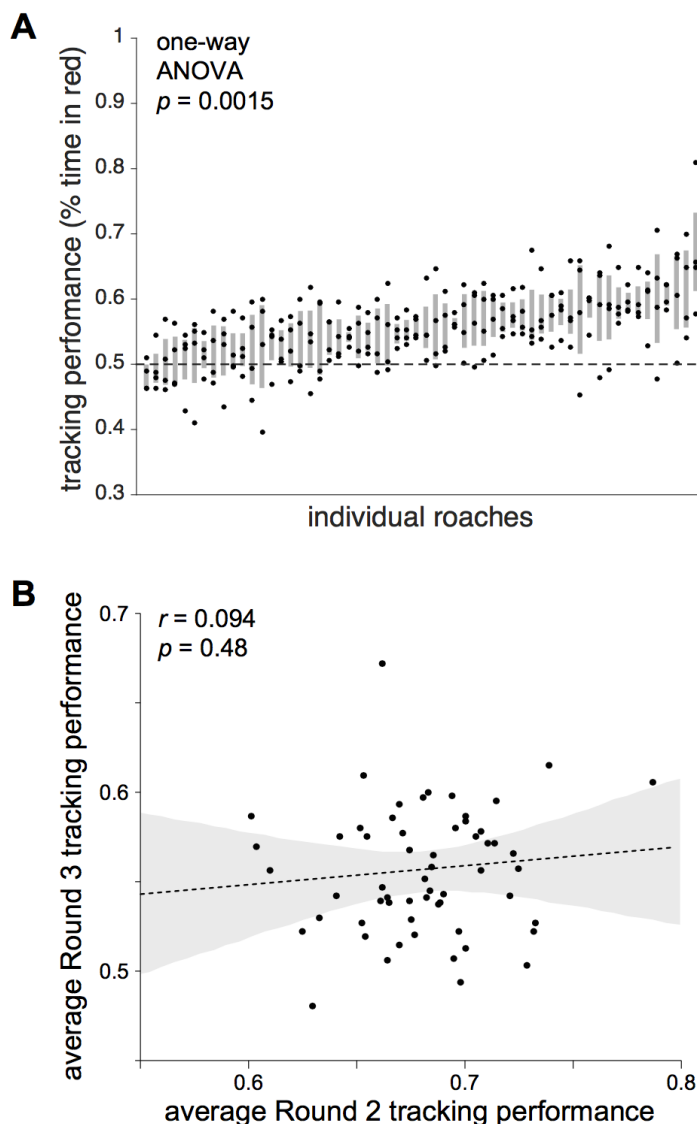 A
one-way
ANOVA
p = 0.0015
tracking performance (% time in red)
1
0.9
0.8
0.7
0.6
0.5
0.4
0.3
individual roaches
B
r = 0.094
p = 0.48
average Round 3 tracking performance
0.7
0.6
0.5
0.6 0.7 0.8
average Round 2 tracking performance